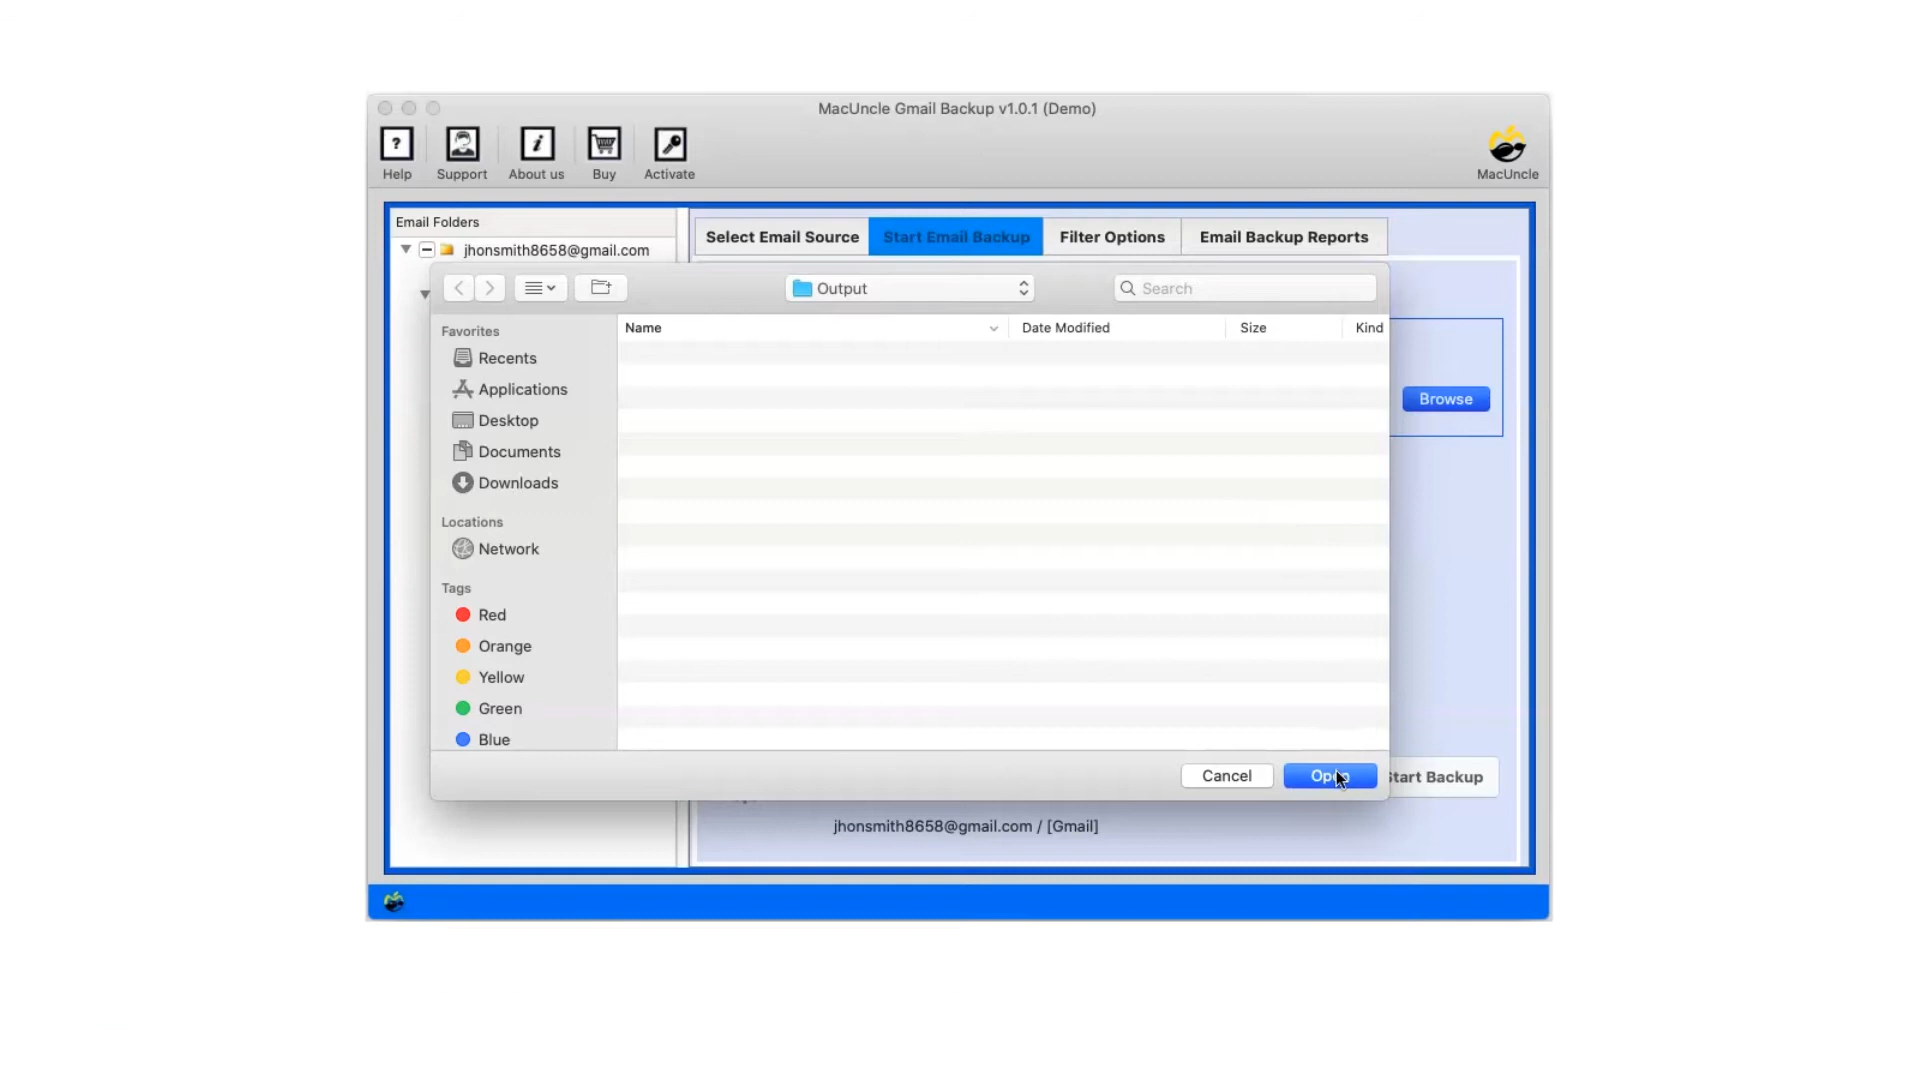 MacUncle Gmail Backup v1.0.1 (Demo)
Help
Support
About us
Buy
Activate
MacUncle
Email Folders
jhonsmith8658@gmail.com
Select Email Source
Start Email Backup
Filter Options
Email Backup Reports
Output
Search
Favorites
Recents
Applications
Desktop
Documents
Downloads
Locations
Network
Tags
Red
Orange
Yellow
Green
Blue
Name
Date Modified
Size
Kind
Browse
Cancel
Open
Start Backup
jhonsmith8658@gmail.com / [Gmail]